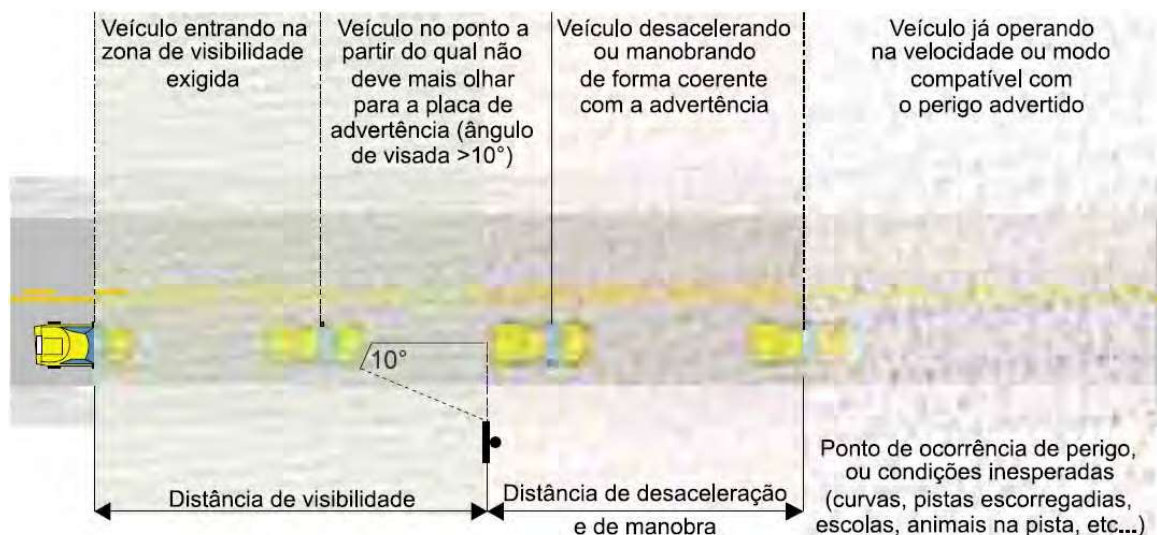 Veículo entrando na
zona de visibilidade
exigida
Veículo no ponto a
partir do qual não
deve mais olhar
para a placa de
advertência (ângulo
de visada >10°)
Veículo desacelerando
ou manobrando
de forma coerente
com a advertência
Veículo já operando
na velocidade ou modo
compatível com
o perigo advertido
10°
Distância de visibilidade
Distância de desaceleração
e de manobra
Ponto de ocorrência de perigo,
ou condições inesperadas
(curvas, pistas escorregadias,
escolas, animais na pista, etc...)